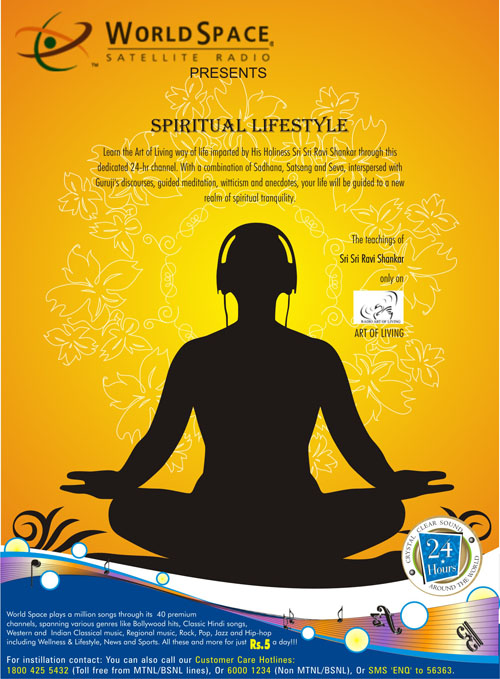 WORLDSPACE®
SATELLITE RADIO
™
PRESENTS
SPIRITUAL LIFESTYLE
Learn the Art of Living way of life imparted by His Holiness Sri Sri Ravi Shankar through this
dedicated 24-hr channel. With a combination of Sadhana, Satsang and Seva, interspersed with
Guruji's discourses, guided meditation, witticism and anecdotes, your life will be guided to a new
realm of spiritual tranquility.
The teachings of
Sri Sri Ravi Shankar
only on
RADIO ART OF LIVING
ART OF LIVING
CRYSTAL CLEAR SOUND
24
Hours
AROUND THE WORLD
World Space plays a million songs through its 40 premium
channels, spanning various genres like Bollywood hits, Classic Hindi songs,
Western and Indian Classical music, Regional music, Rock, Pop, Jazz and Hip-hop
including Wellness & Lifestyle, News and Sports. All these and more for just Rs.5 a day!!!
For instillation contact: You can also call our Customer Care Hotlines:
1800 425 5432 (Toll free from MTNL/BSNL lines), Or 6000 1234 (Non MTNL/BSNL), Or SMS 'ENQ' to 56363.